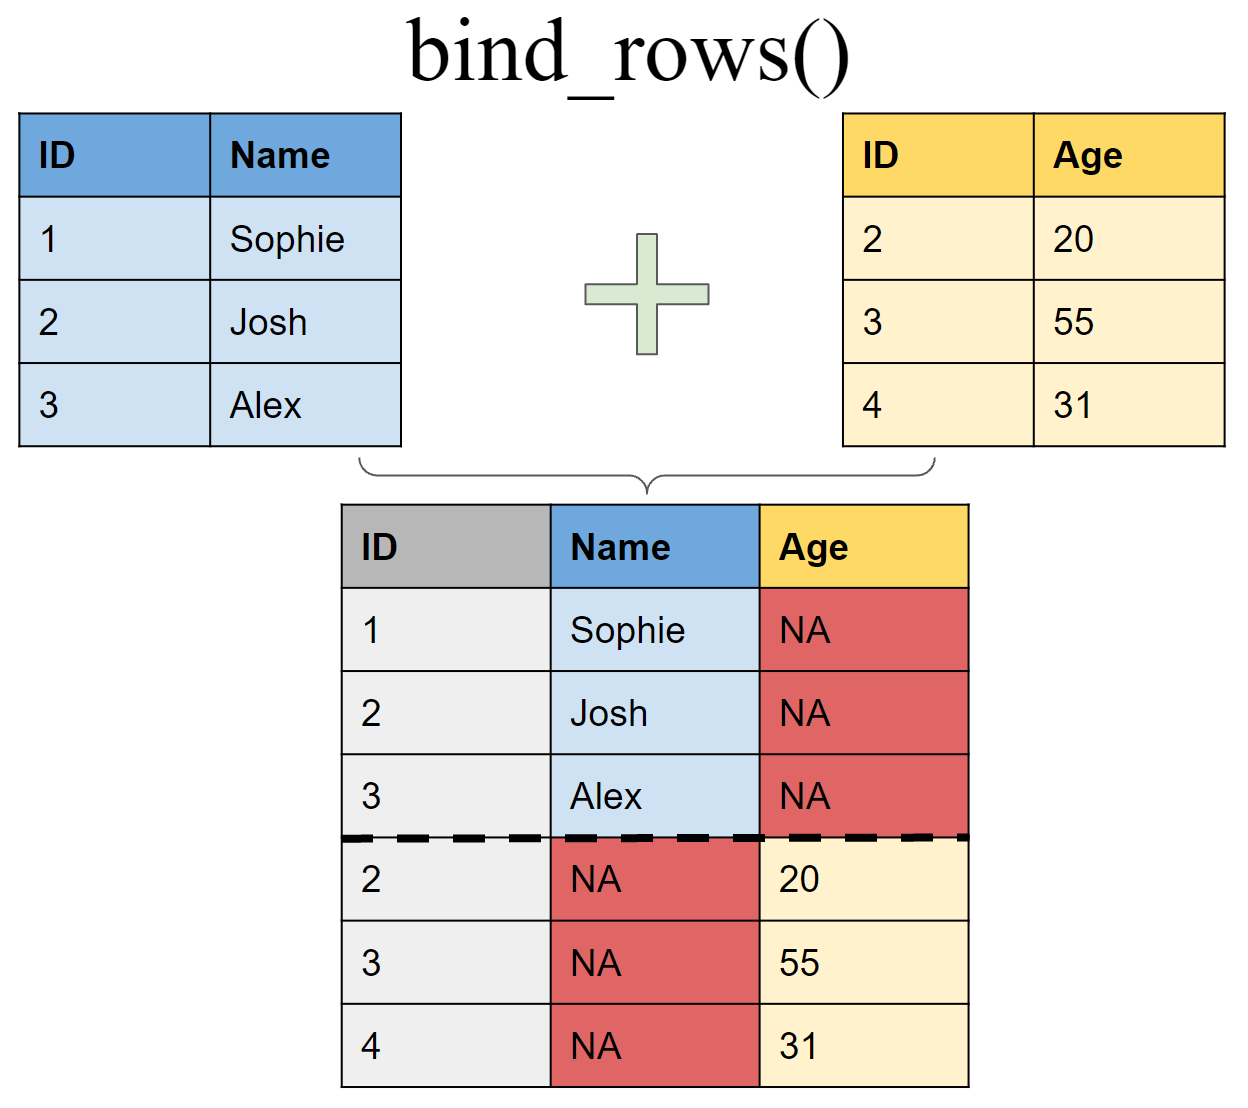 bind_rows()
ID Name
1 Sophie
2 Josh
3 Alex
ID Age
2 20
3 55
4 31
ID Name Age
1 Sophie NA
2 Josh NA
3 Alex NA
2 NA 20
3 NA 55
4 NA 31